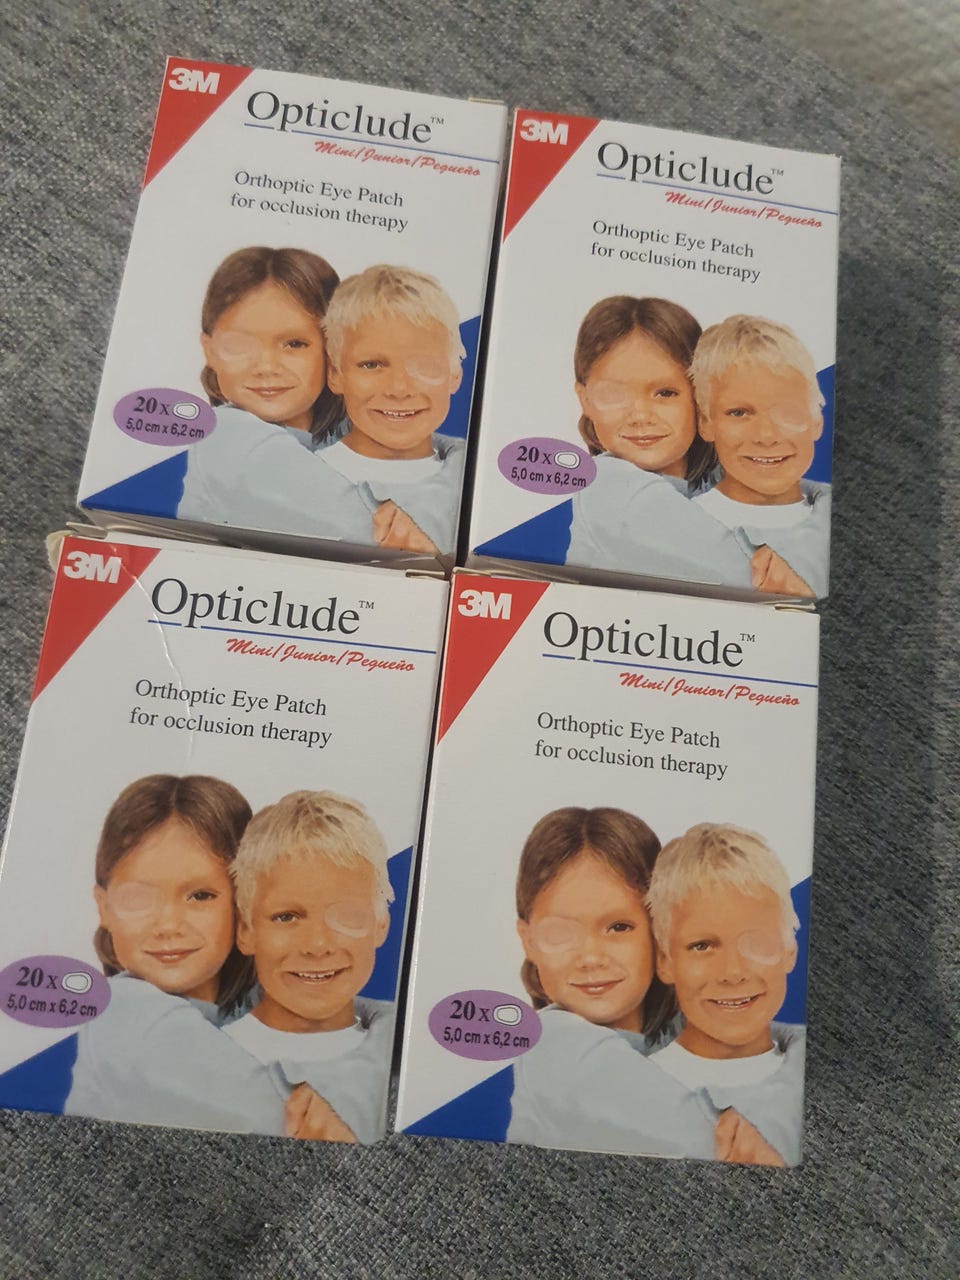 3M
Opticlude™
Mini/Junior/Pequeño
Orthoptic Eye Patch
for occlusion therapy
20 x
5,0 cm x 6,2 cm
3M
Opticlude™
Mini/Junior/Pequeño
Orthoptic Eye Patch
for occlusion therapy
20 x
5,0 cm x 6,2 cm
3M
Opticlude™
Mini/Junior/Pequeño
Orthoptic Eye Patch
for occlusion therapy
20 x
5,0 cm x 6,2 cm
3M
Opticlude™
Mini/Junior/Pequeño
Orthoptic Eye Patch
for occlusion therapy
20 x
5,0 cm x 6,2 cm